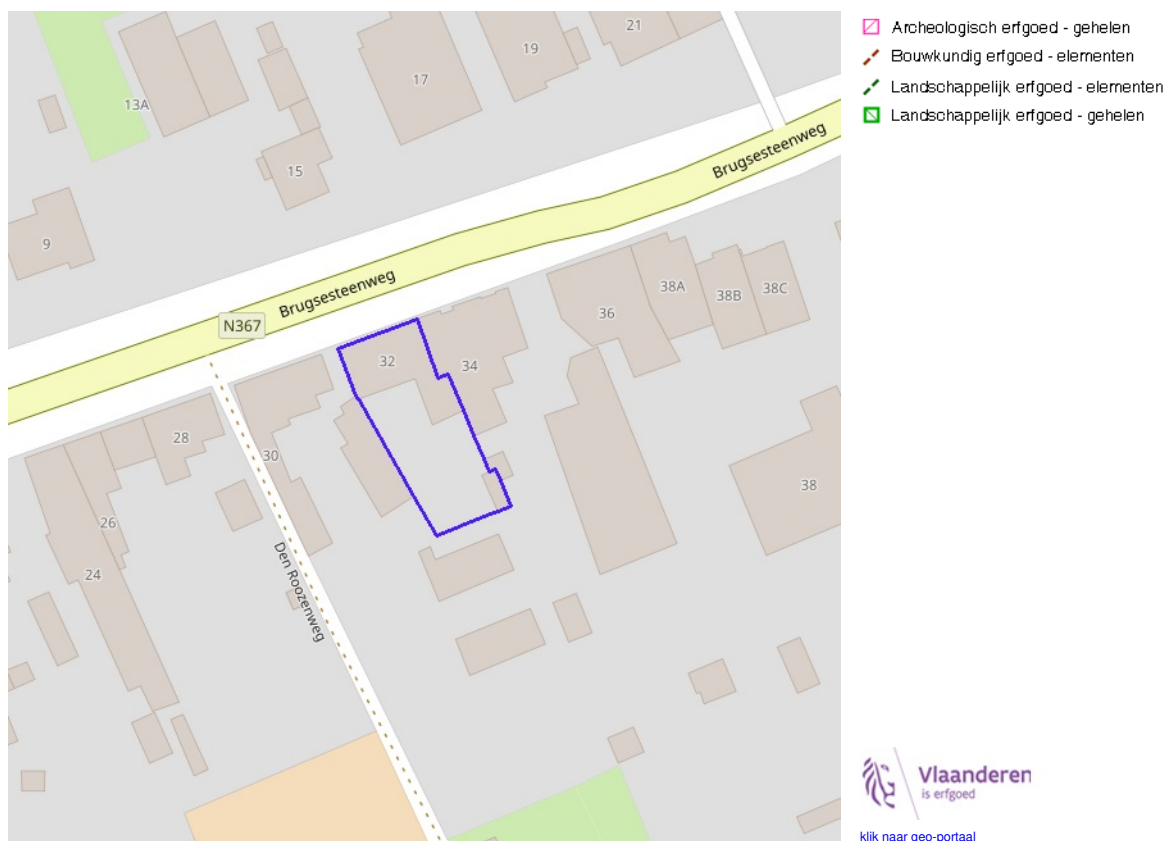 21
19
17
13A
Brugsesteenweg
15
9
Brugsesteenweg
38A
38C
38B
36
N367
32
34
28
30
26
38
24
Den Roozenweg
Archeologisch erfgoed - gehelen
Bouwkundig erfgoed - elementen
Landschappelijk erfgoed - elementen
Landschappelijk erfgoed - gehelen
Vlaanderen
is erfgoed
klik naar geo-portaal